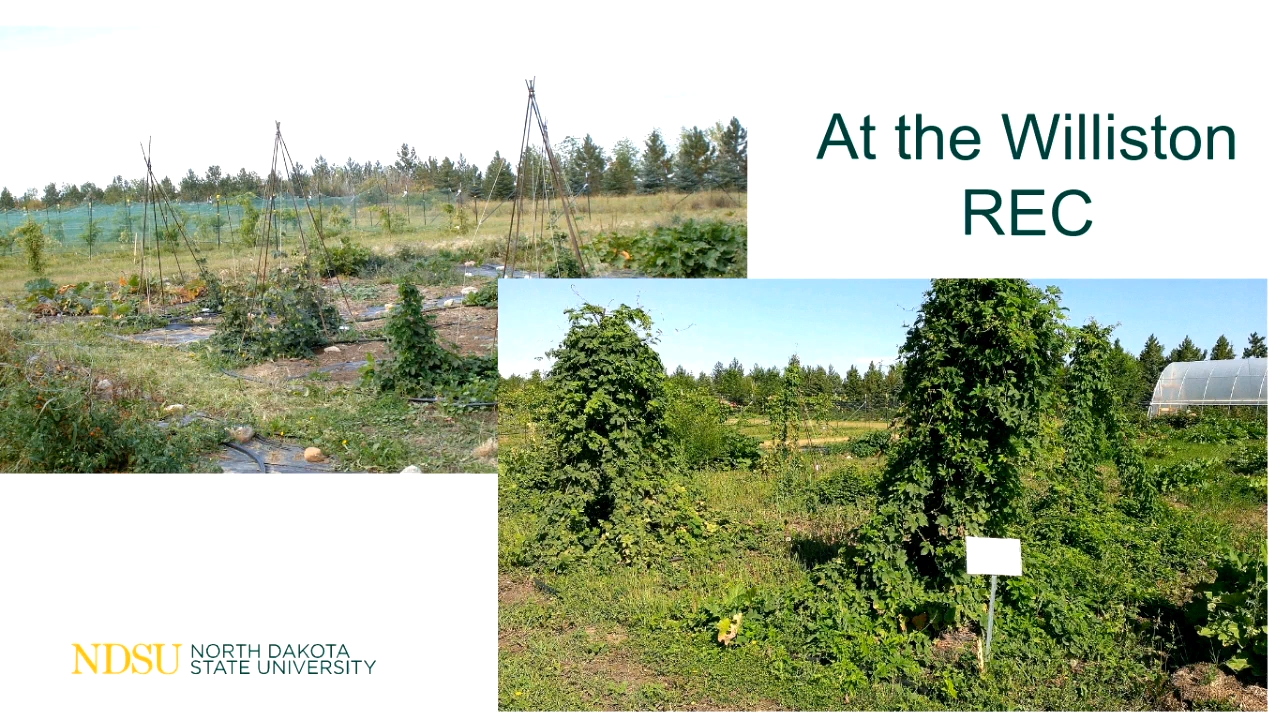 At the Williston
REC
NDSU NORTH DAKOTA
STATE UNIVERSITY